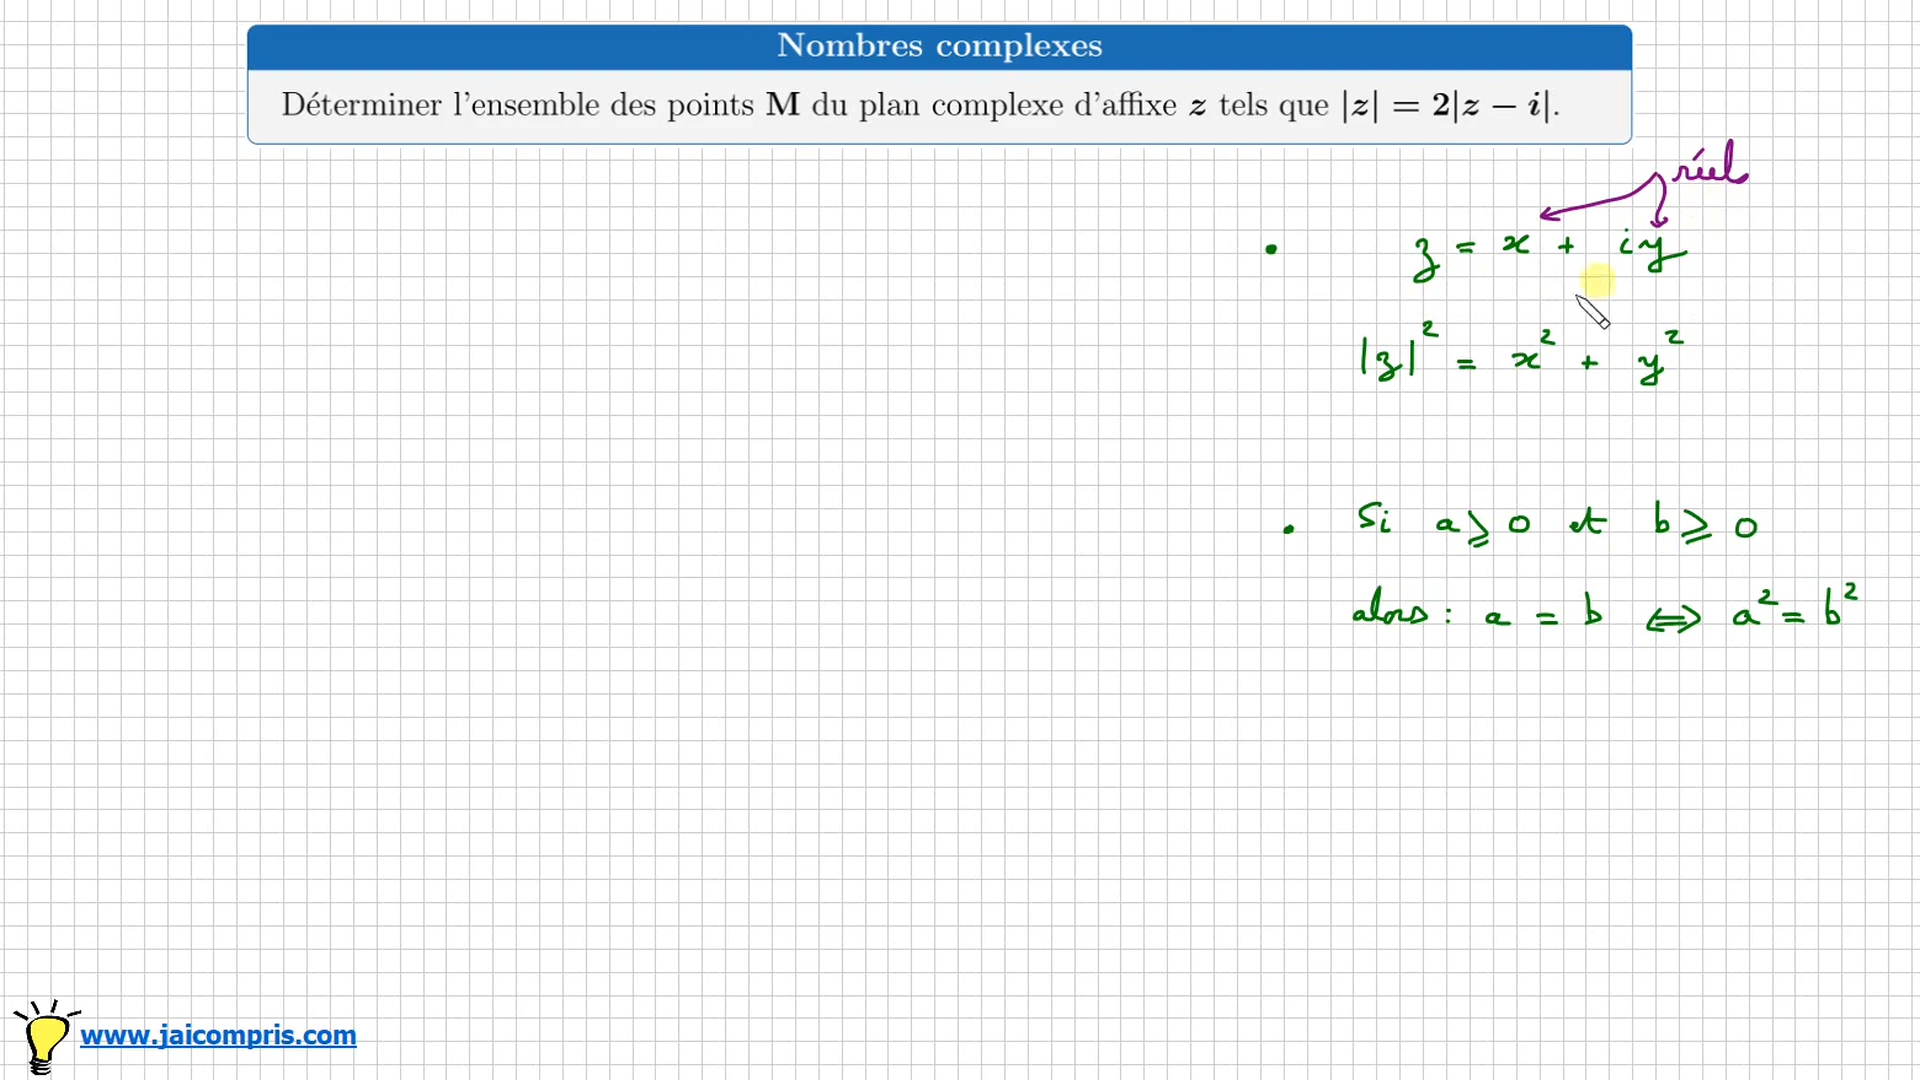 Nombres complexes
Déterminer l'ensemble des points M du plan complexe d'affixe z tels que |z| = 2|z − i|.
réel
• z = x + iy
|z|² = x² + y²
• Si a ⩾ 0 et b ⩾ 0
alors : a = b ⟺ a² = b²
www.jaicompris.com